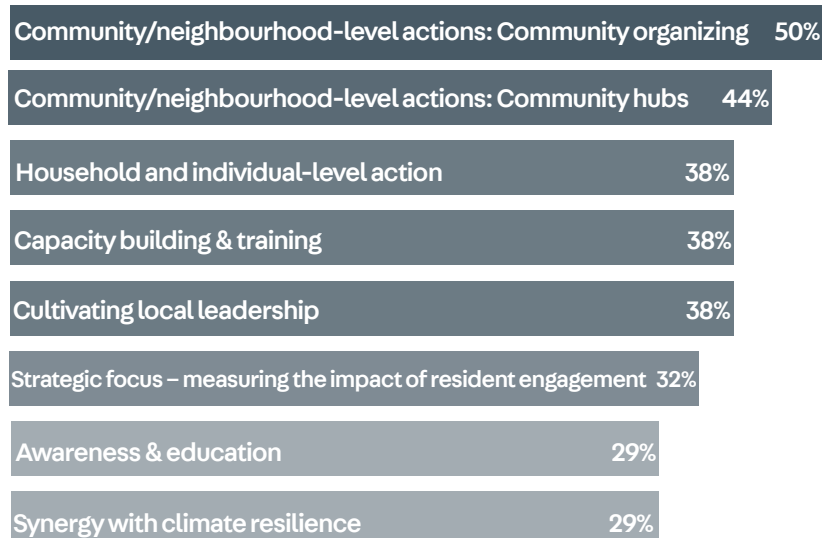 Community/neighbourhood-level actions: Community organizing 50%
Community/neighbourhood-level actions: Community hubs 44%
Household and individual-level action 38%
Capacity building & training 38%
Cultivating local leadership 38%
Strategic focus – measuring the impact of resident engagement 32%
Awareness & education 29%
Synergy with climate resilience 29%